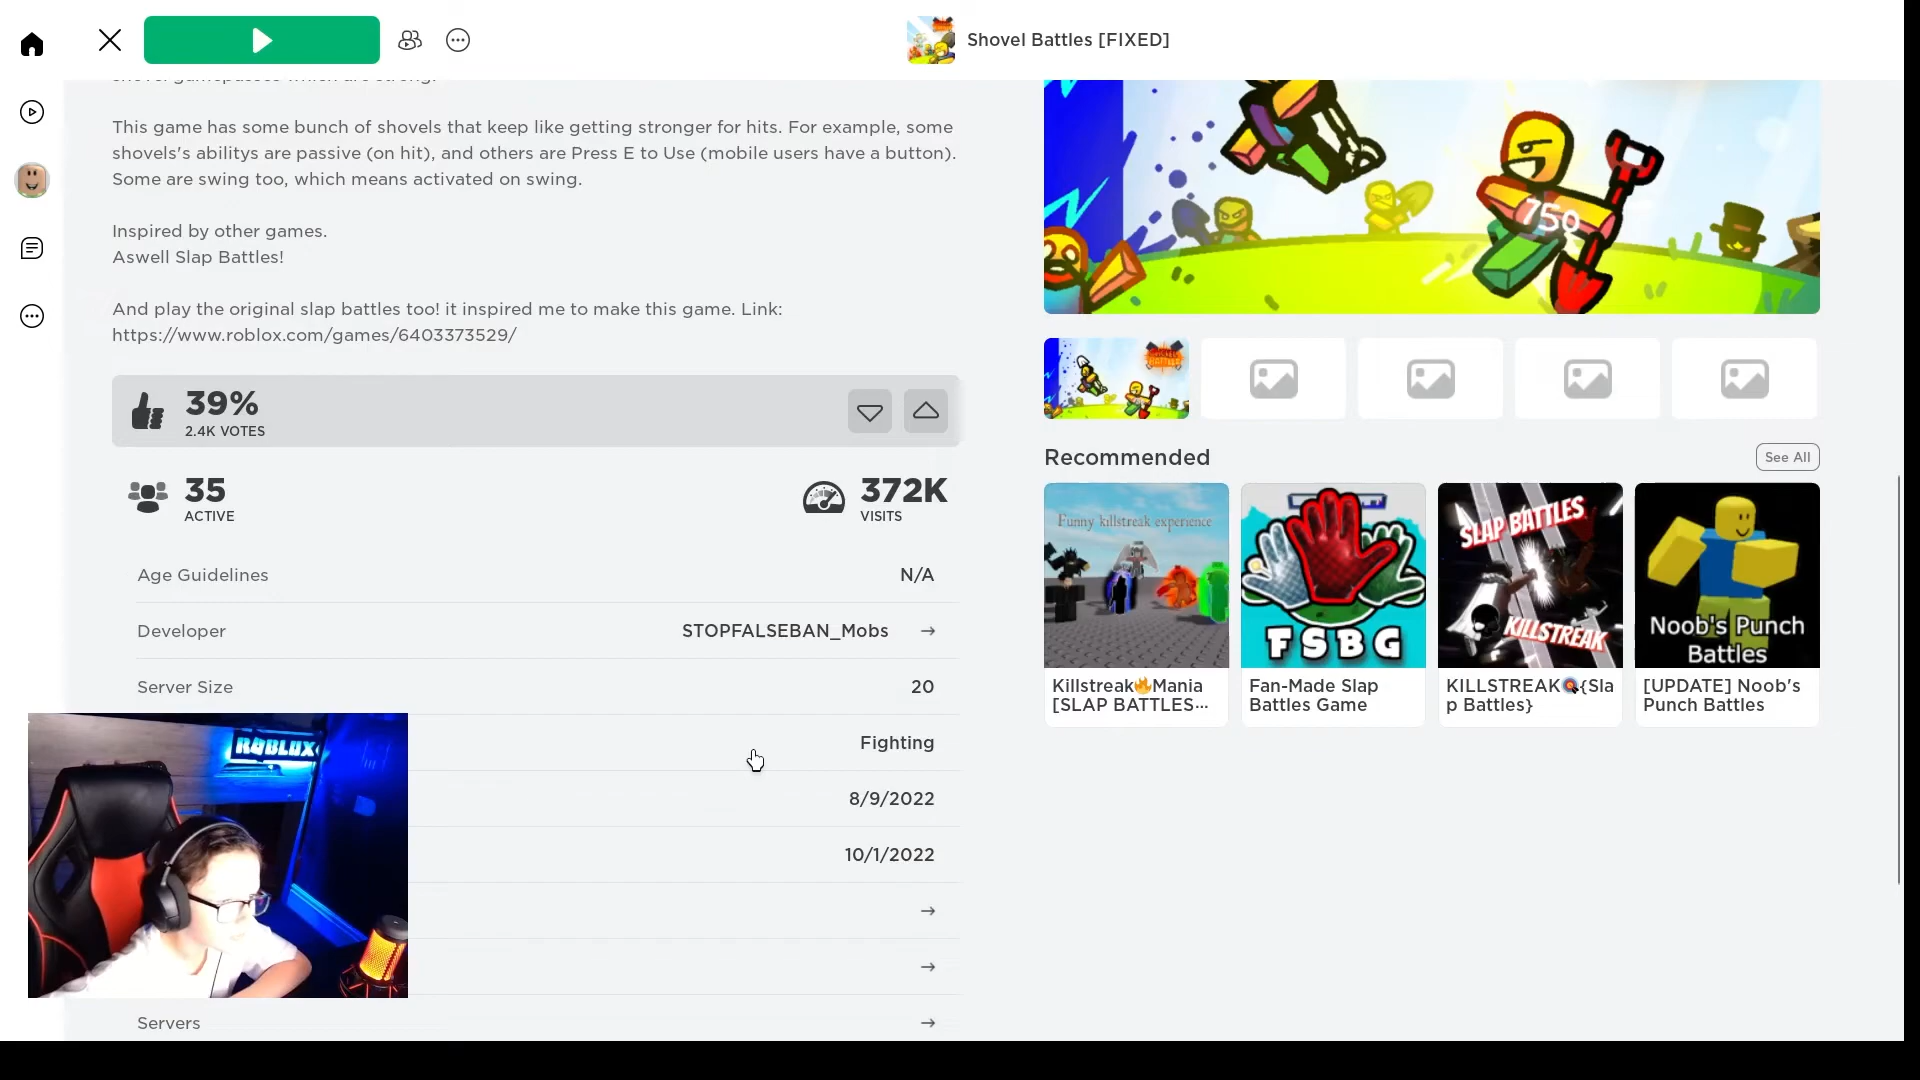 Shovel Battles [FIXED]
shovel gamepasses which are strong.
This game has some bunch of shovels that keep like getting stronger for hits. For example, some
shovels's abilitys are passive (on hit), and others are Press E to Use (mobile users have a button).
Some are swing too, which means activated on swing.
Inspired by other games.
Aswell Slap Battles!
And play the original slap battles too! it inspired me to make this game. Link:
https://www.roblox.com/games/6403373529/
39%
2.4K VOTES
35
ACTIVE
372K
VISITS
Age Guidelines
N/A
Developer
STOPFALSEBAN_Mobs
Server Size
20
Fighting
8/9/2022
10/1/2022
Servers
750
Recommended
See All
Funny killstreak experience
FSBG
SLAP BATTLES
KILLSTREAK
Noob's Punch
Battles
Killstreak🔥Mania
[SLAP BATTLES...
Fan-Made Slap
Battles Game
KILLSTREAK{Sla
p Battles}
[UPDATE] Noob's
Punch Battles
ROBLOX